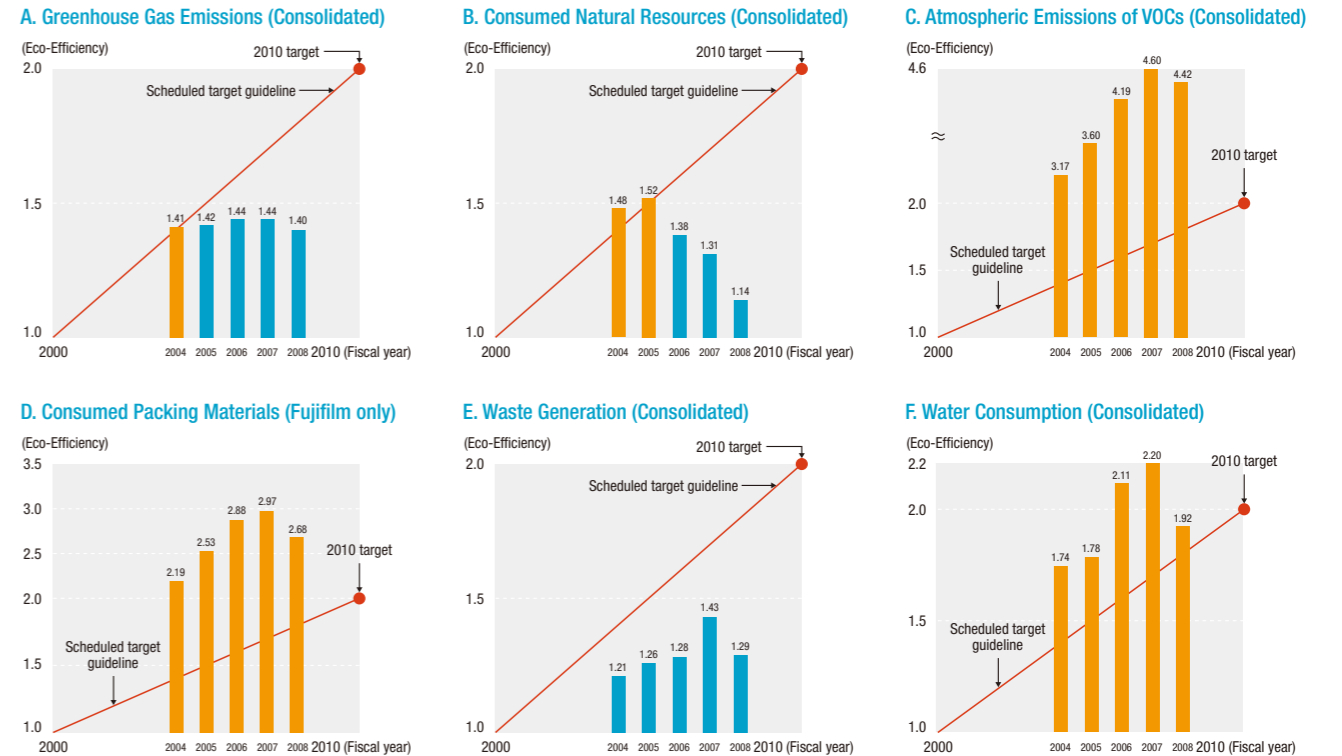 A. Greenhouse Gas Emissions (Consolidated)
(Eco-Efficiency)
2010 target
2.0
Scheduled target guideline
1.5
1.41
1.42
1.44
1.44
1.40
1.0
2000
2004
2005
2006
2007
2008
2010 (Fiscal year)
B. Consumed Natural Resources (Consolidated)
(Eco-Efficiency)
2010 target
2.0
Scheduled target guideline
1.5
1.48
1.52
1.38
1.31
1.14
1.0
2000
2004
2005
2006
2007
2008
2010 (Fiscal year)
C. Atmospheric Emissions of VOCs (Consolidated)
(Eco-Efficiency)
4.6
3.17
3.60
4.19
4.60
4.42
≈
2010 target
2.0
Scheduled target
guideline
1.5
1.0
2000
2004
2005
2006
2007
2008
2010 (Fiscal year)
D. Consumed Packing Materials (Fujifilm only)
(Eco-Efficiency)
3.5
3.0
2.5
2.19
2.53
2.88
2.97
2.68
2010 target
2.0
Scheduled target
guideline
1.5
1.0
2000
2004
2005
2006
2007
2008
2010 (Fiscal year)
E. Waste Generation (Consolidated)
(Eco-Efficiency)
2010 target
2.0
Scheduled target guideline
1.5
1.21
1.26
1.28
1.43
1.29
1.0
2000
2004
2005
2006
2007
2008
2010 (Fiscal year)
F. Water Consumption (Consolidated)
(Eco-Efficiency)
2.2
2010 target
2.0
1.74
1.78
2.11
2.20
1.92
1.5
Scheduled target
guideline
1.0
2000
2004
2005
2006
2007
2008
2010 (Fiscal year)